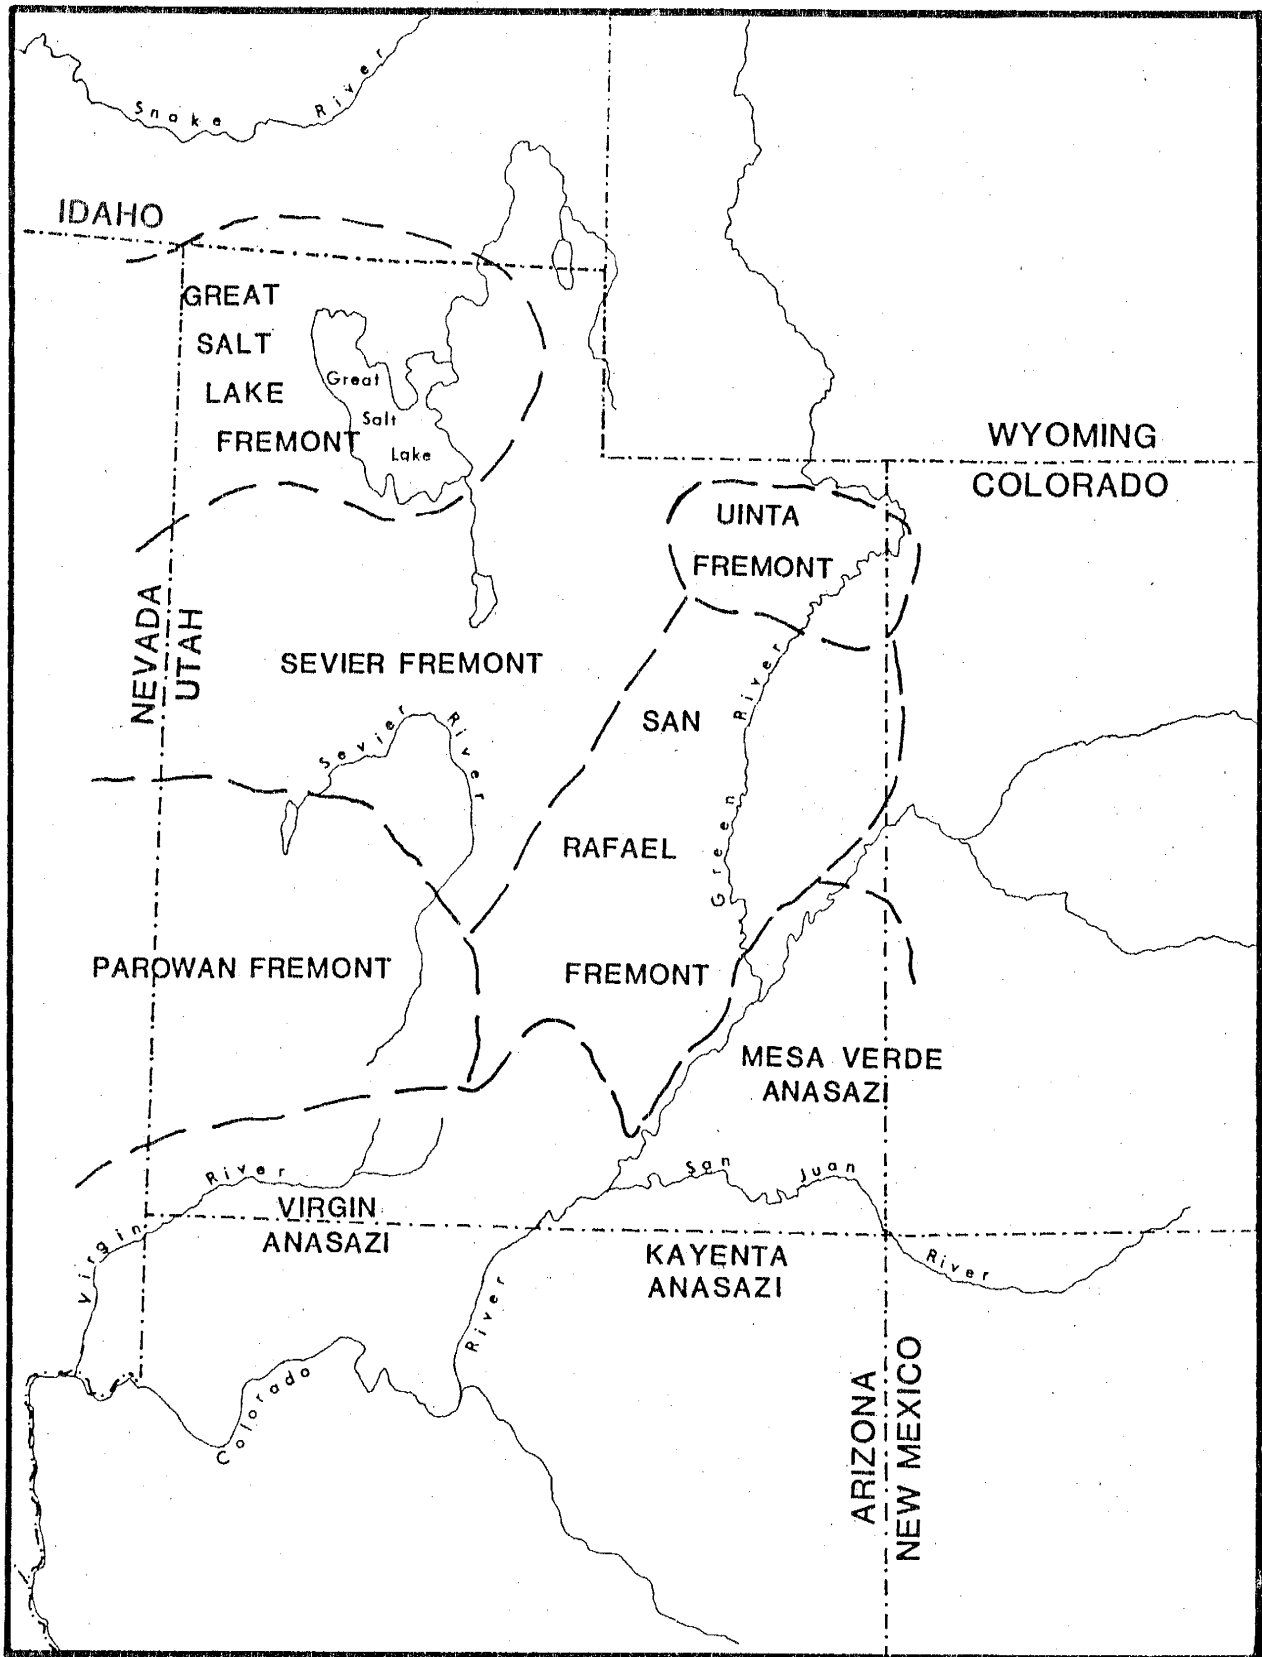 Snake River
IDAHO
GREAT
SALT
LAKE
FREMONT
Great
Salt
Lake
WYOMING
COLORADO
UINTA
FREMONT
NEVADA
UTAH
SEVIER FREMONT
Sevier River
SAN
RAFAEL
FREMONT
Green River
PAROWAN FREMONT
MESA VERDE
ANASAZI
Virgin River
VIRGIN
ANASAZI
San Juan River
KAYENTA
ANASAZI
Colorado River
ARIZONA
NEW MEXICO